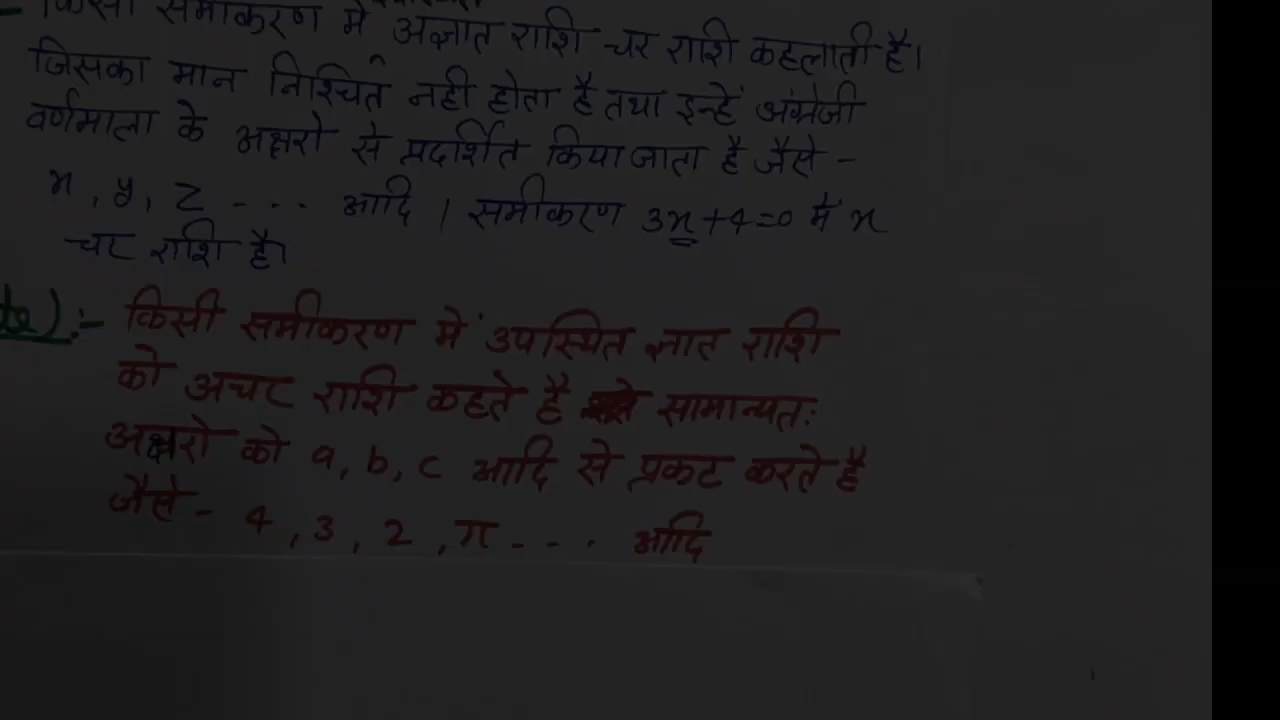 किसी समीकरण में अज्ञात राशि चर राशि कहलाती है।
जिसका मान निश्चित नही होता है तथा इन्हें अंग्रेजी
वर्णमाला के अक्षरो से प्रदर्शित किया जाता है जैसे -
x, y, z - - - आदि । समीकरण 3x+4=0 में x
चर राशि है।
:- किसी समीकरण में उपस्थित ज्ञात राशि
को अचर राशि कहते है सामान्यतः
अक्षरो को a, b, c आदि से प्रकट करते है
जैसे - 4, 3, 2, π - - - आदि